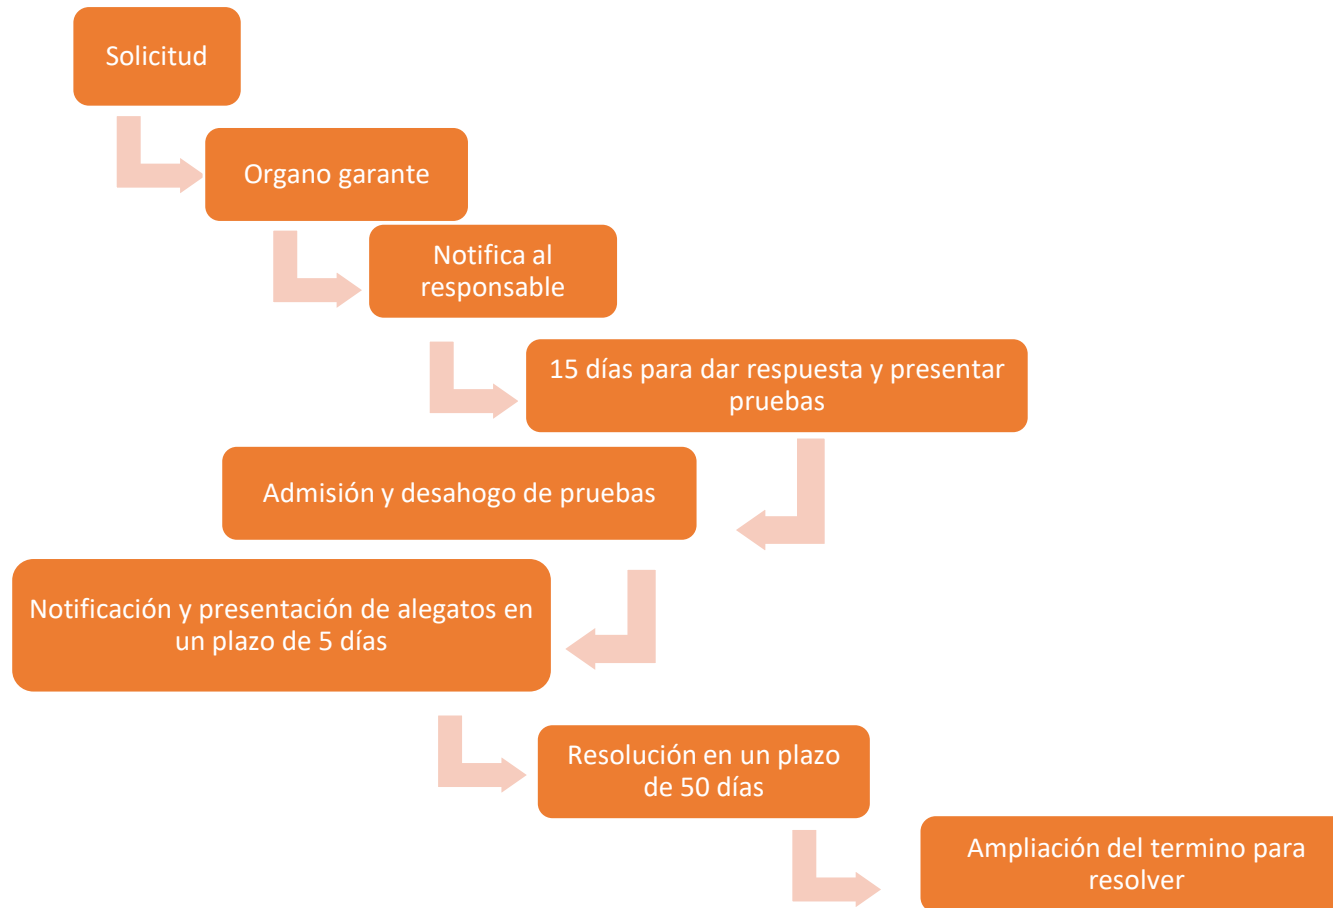 Solicitud
Organo garante
Notifica al
responsable
15 días para dar respuesta y presentar
pruebas
Admisión y desahogo de pruebas
Notificación y presentación de alegatos en
un plazo de 5 días
Resolución en un plazo
de 50 días
Ampliación del termino para
resolver